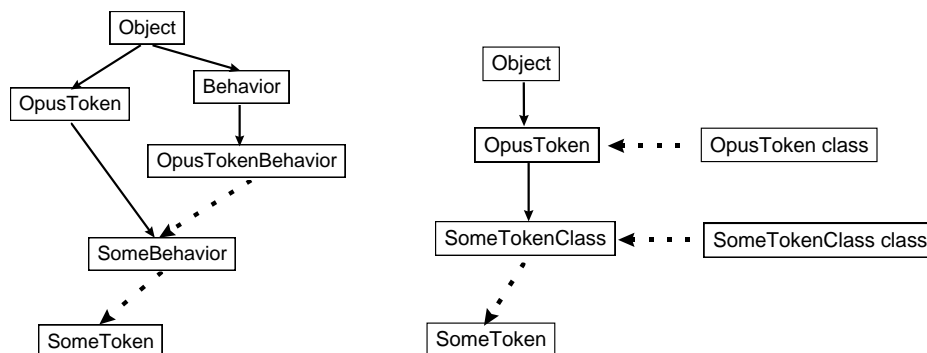 Object
Behavior
OpusToken
OpusTokenBehavior
SomeBehavior
SomeToken
Object
OpusToken
OpusToken class
SomeTokenClass
SomeTokenClass class
SomeToken